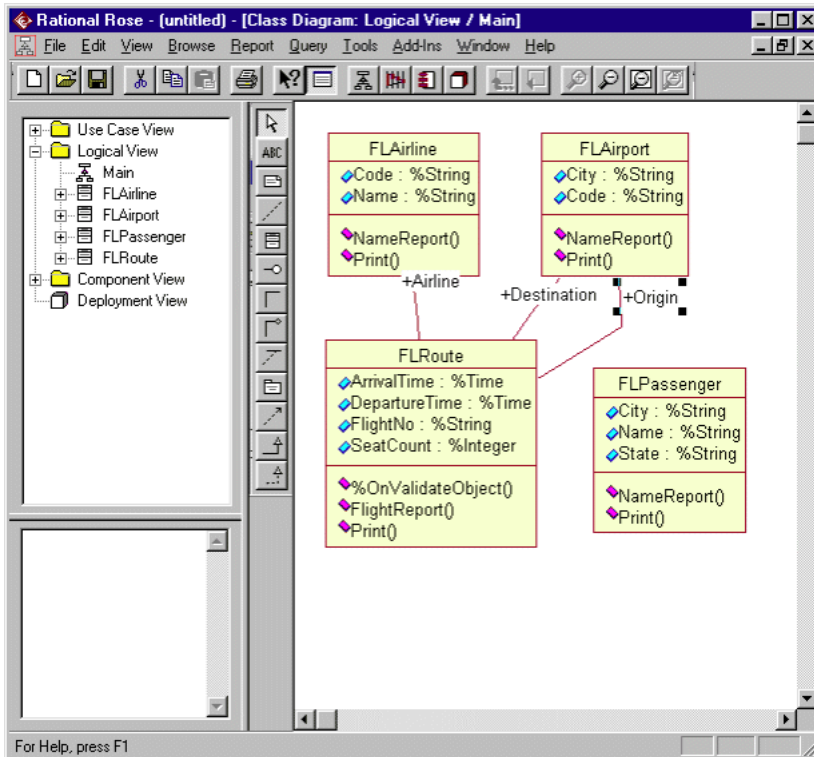 Rational Rose - (untitled) - [Class Diagram: Logical View / Main]
File Edit View Browse Report Query Tools Add-Ins Window Help
Use Case View
Logical View
Main
FLAirline
FLAirport
FLPassenger
FLRoute
Component View
Deployment View
ABC
FLAirline
Code : %String
Name : %String
NameReport()
Print()
FLAirport
City : %String
Code : %String
NameReport()
Print()
+Airline
+Destination
+Origin
FLRoute
ArrivalTime : %Time
DepartureTime : %Time
FlightNo : %String
SeatCount : %Integer
%OnValidateObject()
FlightReport()
Print()
FLPassenger
City : %String
Name : %String
State : %String
NameReport()
Print()
For Help, press F1